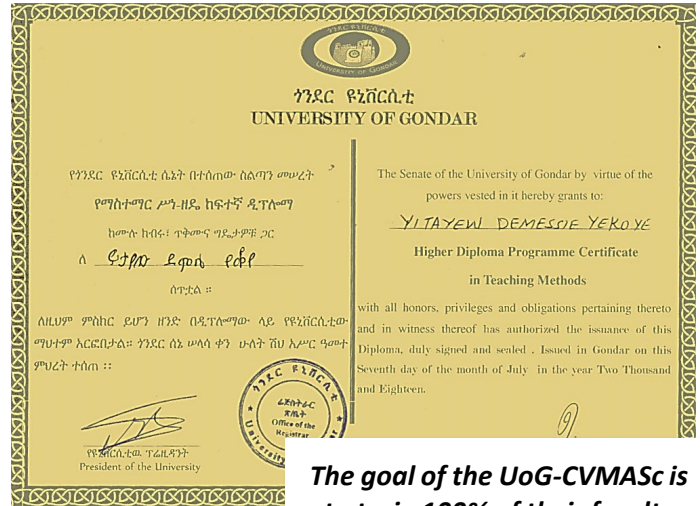 ጎንደር ዩኒቨርሲቲ
UNIVERSITY OF GONDAR
የጎንደር ዩኒቨርሲቲ ሴኔት በተሰጠው ስልጣን መሠረት
የማስተማር ሥነ-ዘዴ ከፍተኛ ዲፕሎማ
ከሙሉ ክብሩ፣ ጥቅሙና ግዴታዎቹ ጋር
ለ
ሰጥቷል ።
ለዚህም ምስክር ይሆን ዘንድ በዲፕሎማው ላይ የዩኒቨርሲቲው
ማህተም አርፎበታል። ጎንደር ሰኔ ሠላሳ ቀን ሁለት ሽህ አሥር ዓመተ
ምህረት ተሰጠ ።
የዩኒቨርሲቲው ፕሬዚዳንት
President of the University
Office of the
Registrar
The Senate of the University of Gondar by virtue of the
powers vested in it hereby grants to:
YITAYEW DEMESSIE YEKOYE
Higher Diploma Programme Certificate
in Teaching Methods
with all honors, privileges and obligations pertaining thereto
and in witness thereof has authorized the issuance of this
Diploma, duly signed and sealed . Issued in Gondar on this
Seventh day of the month of July in the year Two Thousand
and Eighteen.
The goal of the UoG-CVMASc is